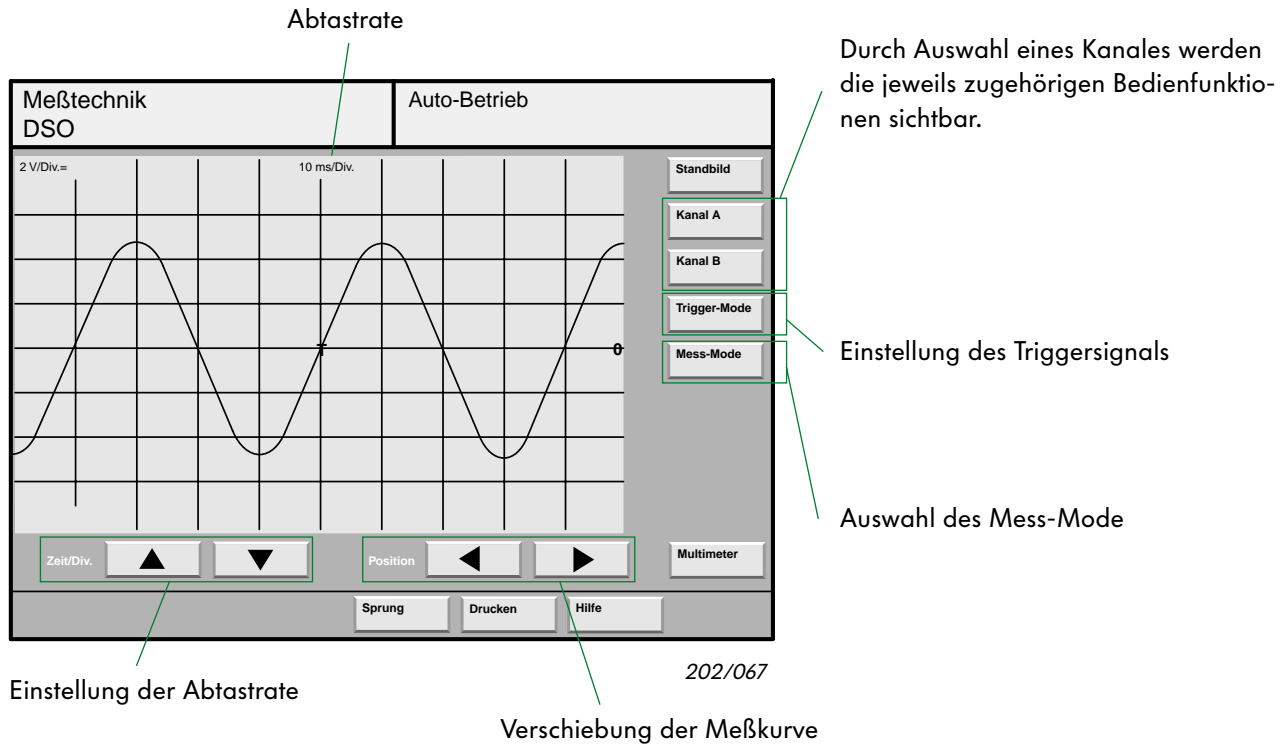 Abtastrate
Durch Auswahl eines Kanales werden
die jeweils zugehörigen Bedienfunktio-
nen sichtbar.
Meßtechnik
DSO
Auto-Betrieb
2 V/Div.=
10 ms/Div.
Standbild
Kanal A
Kanal B
Trigger-Mode
Einstellung des Triggersignals
T
0
Mess-Mode
Auswahl des Mess-Mode
Zeit/Div.
Position
Multimeter
Sprung
Drucken
Hilfe
202/067
Einstellung der Abtastrate
Verschiebung der Meßkurve